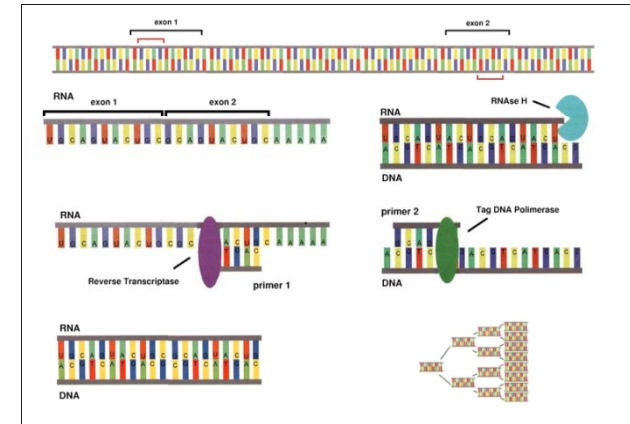 exon 1
exon 2
RNA
exon 1
exon 2
U G C A G U A C U G C G C A G U A C U G C A A A A A
RNAse H
RNA
DNA
RNA
U G C A G U A C U G C G C
A C U G C A A A A A
T G A C
Reverse Transcriptase
primer 1
primer 2
Tag DNA Polimerase
DNA
RNA
DNA